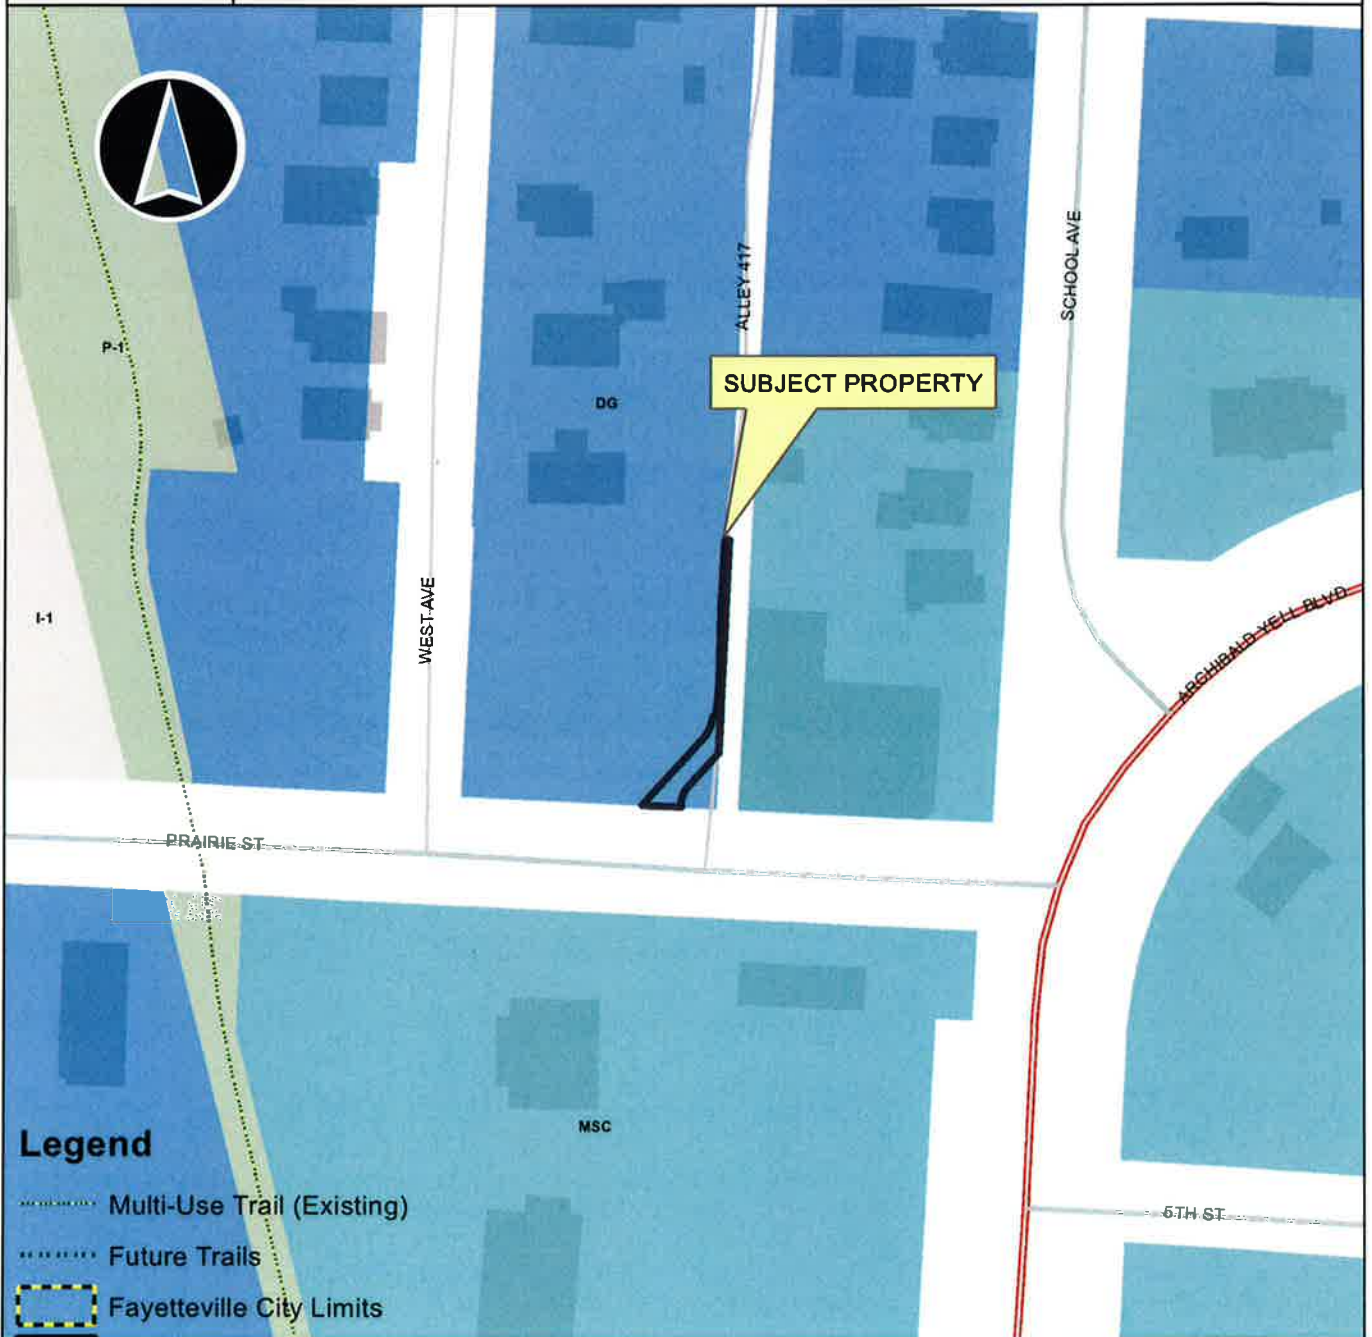 ALLEY 417
SCHOOL AVE
P-1
SUBJECT PROPERTY
DG
WEST AVE
I-1
ARCHIBALD YELL BLVD
PRAIRIE ST
MSC
Legend
Multi-Use Trail (Existing)
5TH ST
Future Trails
Fayetteville City Limits